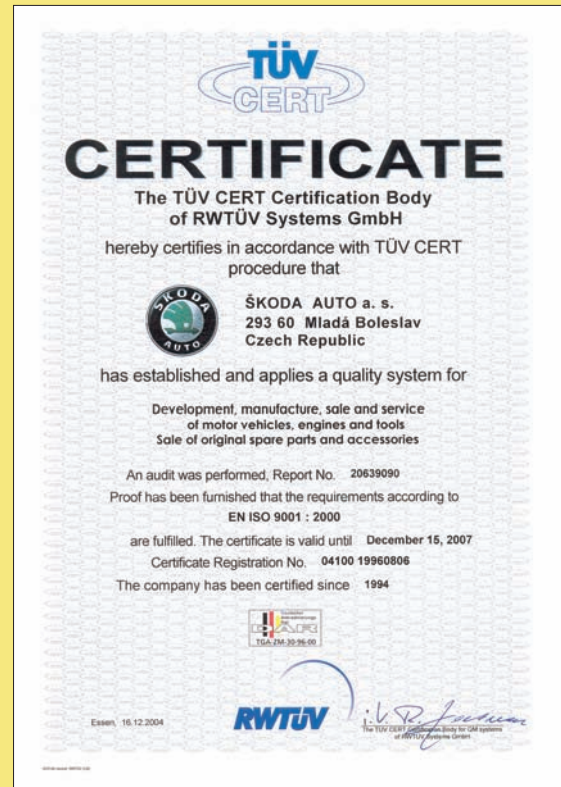 TÜV
CERT
CERTIFICATE
The TÜV CERT Certification Body
of RWTÜV Systems GmbH
hereby certifies in accordance with TÜV CERT
procedure that
ŠKODA
AUTO
ŠKODA AUTO a. s.
293 60 Mladá Boleslav
Czech Republic
has established and applies a quality system for
Development, manufacture, sale and service
of motor vehicles, engines and tools
Sale of original spare parts and accessories
An audit was performed, Report No. 20639090
Proof has been furnished that the requirements according to
EN ISO 9001 : 2000
are fulfilled. The certificate is valid until December 15, 2007
Certificate Registration No. 04100 19960806
The company has been certified since 1994
DAR
TGA-ZM-30-96-00
Essen, 16.12.2004
RWTÜV
The TÜV CERT Certification Body for QM systems
of RWTÜV Systems GmbH